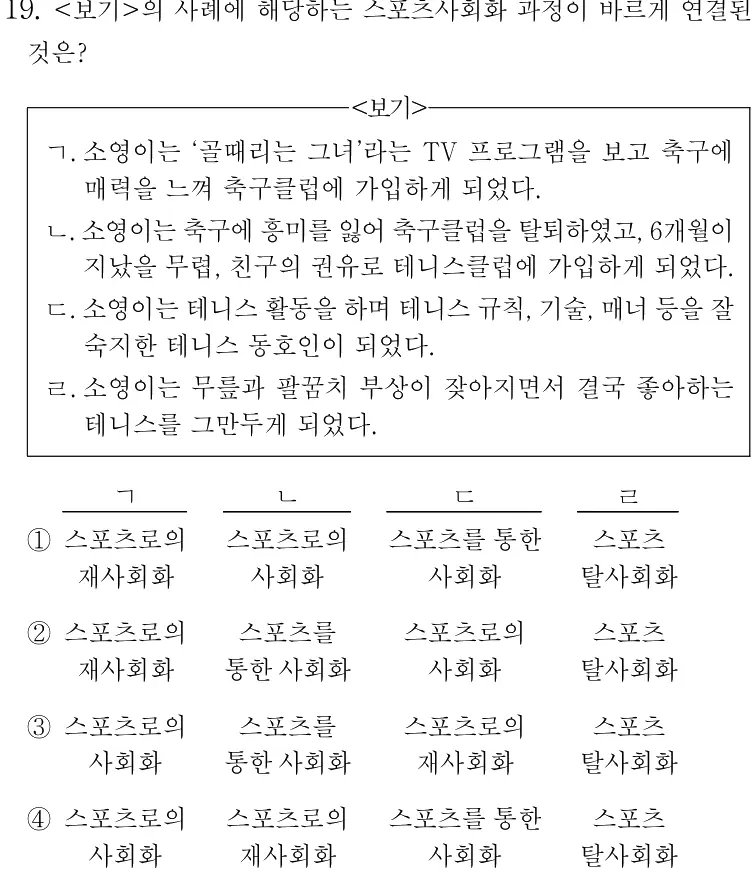 19. <보기>의 사례에 해당하는 스포츠사회화 과정이 바르게 연결된
것은?
<보기>
ㄱ. 소영이는 ‘골때리는 그녀’라는 TV 프로그램을 보고 축구에
매력을 느껴 축구클럽에 가입하게 되었다.
ㄴ. 소영이는 축구에 흥미를 잃어 축구클럽을 탈퇴하였고, 6개월이
지났을 무렵, 친구의 권유로 테니스클럽에 가입하게 되었다.
ㄷ. 소영이는 테니스 활동을 하며 테니스 규칙, 기술, 매너 등을 잘
숙지한 테니스 동호인이 되었다.
ㄹ. 소영이는 무릎과 팔꿈치 부상이 잦아지면서 결국 좋아하는
테니스를 그만두게 되었다.
ㄱ ㄴ ㄷ ㄹ
① 스포츠로의 스포츠로의 스포츠를 통한 스포츠
재사회화 사회화 사회화 탈사회화
② 스포츠로의 스포츠를 스포츠로의 스포츠
재사회화 통한 사회화 사회화 탈사회화
③ 스포츠로의 스포츠를 스포츠로의 스포츠
사회화 통한 사회화 재사회화 탈사회화
④ 스포츠로의 스포츠로의 스포츠를 통한 스포츠
사회화 재사회화 사회화 탈사회화